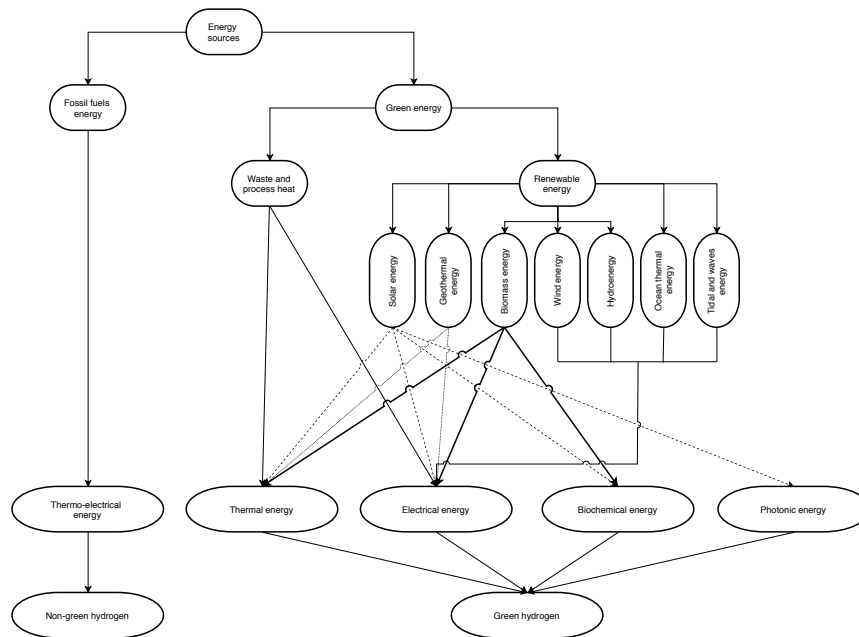 Energy
sources
Fossil fuels
energy
Green energy
Waste and
process heat
Renewable
energy
Solar energy
Geothermal
energy
Biomass energy
Wind energy
Hydroenergy
Ocean thermal
energy
Tidal and waves
energy
Thermo-electrical
energy
Thermal energy
Electrical energy
Biochemical energy
Photonic energy
Non-green hydrogen
Green hydrogen